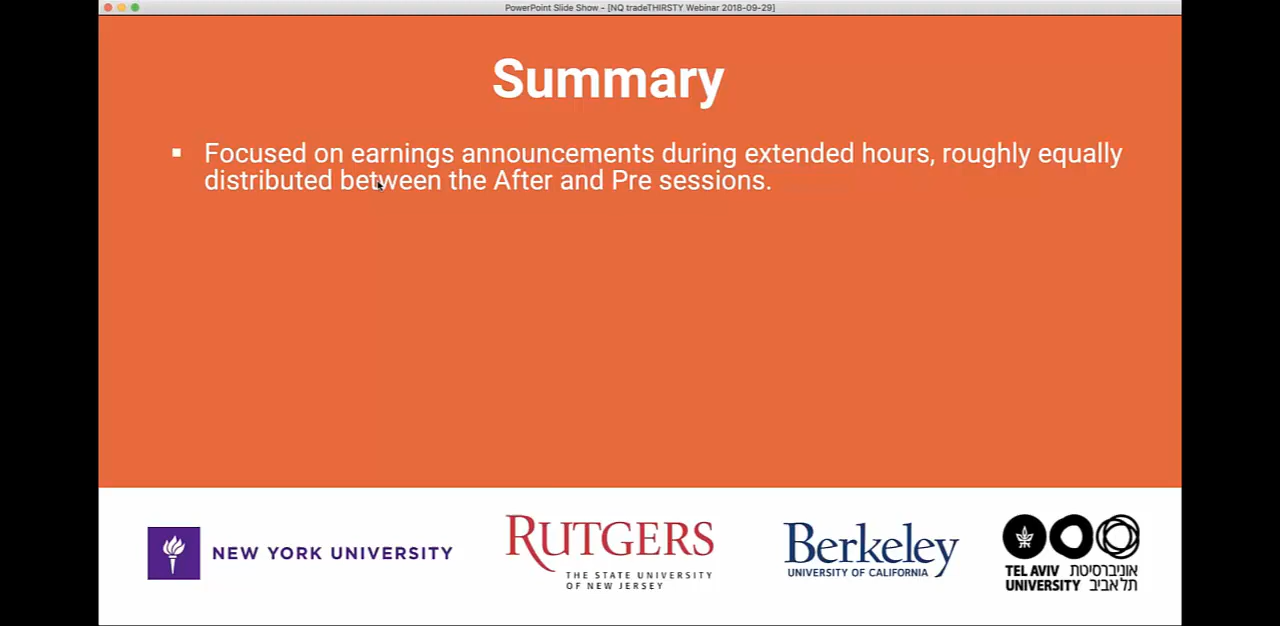 PowerPoint Slide Show - [NQ tradeTHIRSTY Webinar 2018-09-29]
Summary
▪ Focused on earnings announcements during extended hours, roughly equally
distributed between the After and Pre sessions.
NEW YORK UNIVERSITY
RUTGERS
THE STATE UNIVERSITY
OF NEW JERSEY
Berkeley
UNIVERSITY OF CALIFORNIA
TEL AVIV אוניברסיטת
UNIVERSITY תל אביב